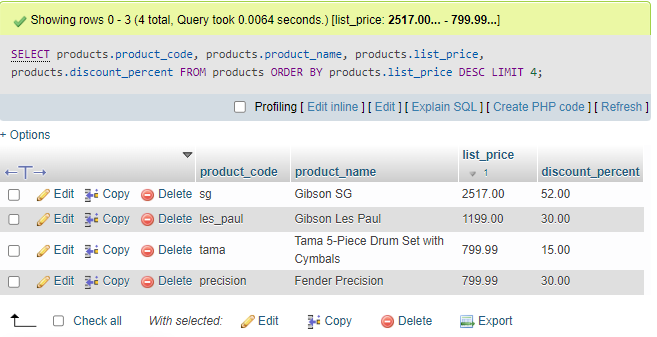 Showing rows 0 - 3 (4 total, Query took 0.0064 seconds.) [list_price: 2517.00... - 799.99...]
SELECT products.product_code, products.product_name, products.list_price,
products.discount_percent FROM products ORDER BY products.list_price DESC LIMIT 4;
Profiling [ Edit inline ] [ Edit ] [ Explain SQL ] [ Create PHP code ] [ Refresh ]
+ Options
←T→ product_code product_name list_price 1 discount_percent
Edit Copy Delete sg Gibson SG 2517.00 52.00
Edit Copy Delete les_paul Gibson Les Paul 1199.00 30.00
Edit Copy Delete tama Tama 5-Piece Drum Set with 799.99 15.00
Cymbals
Edit Copy Delete precision Fender Precision 799.99 30.00
Check all With selected: Edit Copy Delete Export